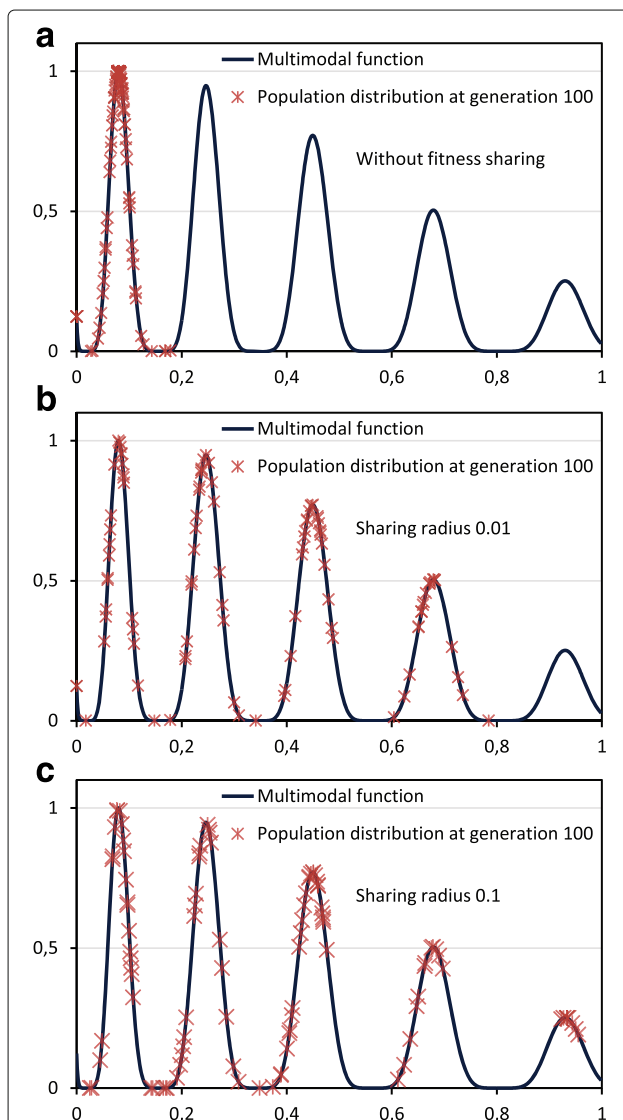 a
Multimodal function
1
Population distribution at generation 100
Without fitness sharing
0,5
0
0 0,2 0,4 0,6 0,8 1
b
Multimodal function
1
Population distribution at generation 100
Sharing radius 0.01
0,5
0
0 0,2 0,4 0,6 0,8 1
c
Multimodal function
1
Population distribution at generation 100
Sharing radius 0.1
0,5
0
0 0,2 0,4 0,6 0,8 1